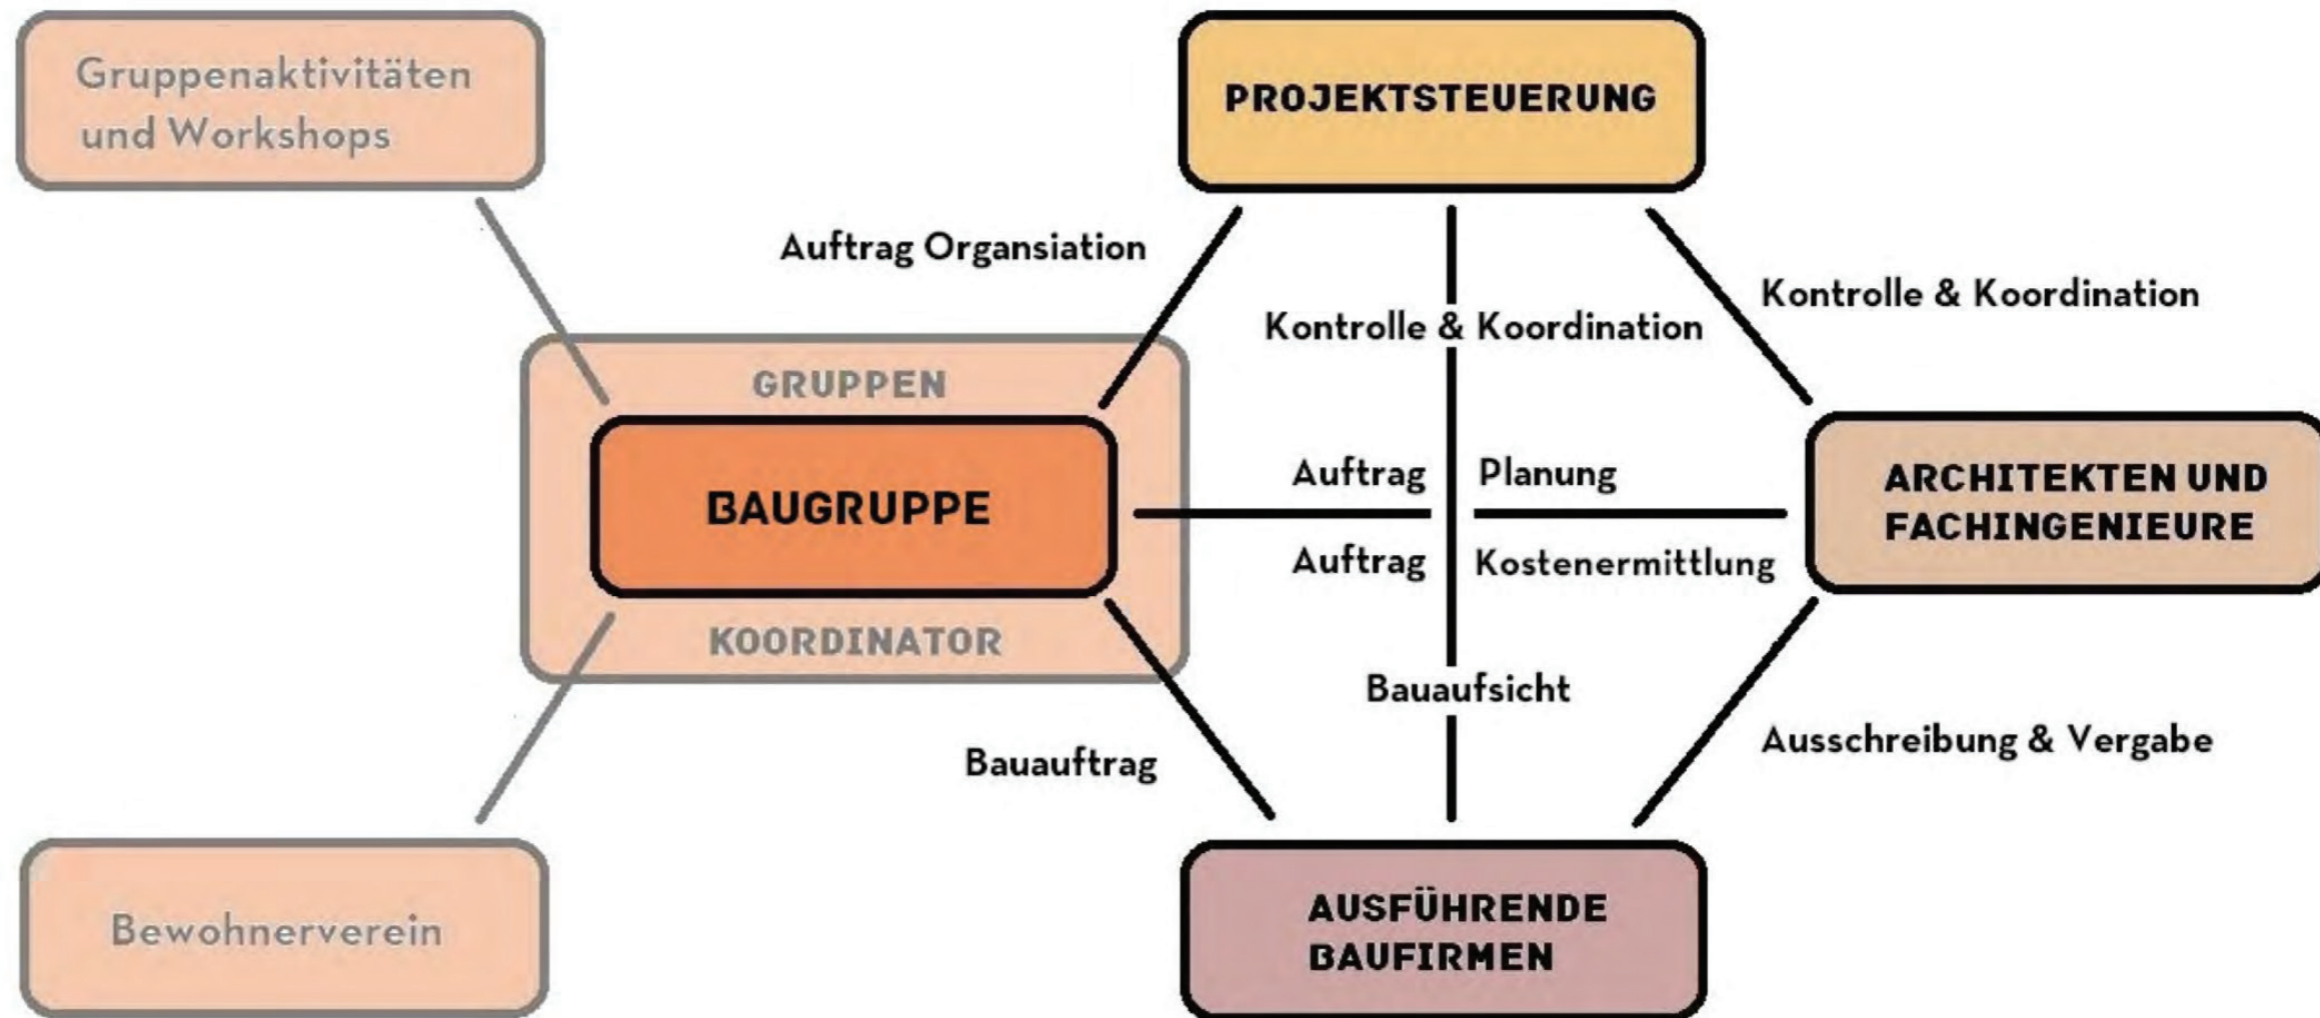 Gruppenaktivitäten
und Workshops
PROJEKTSTEUERUNG
Auftrag Organsiation
Kontrolle & Koordination
Kontrolle & Koordination
GRUPPEN
BAUGRUPPE
KOORDINATOR
Auftrag
Planung
Auftrag
Kostenermittlung
ARCHITEKTEN UND
FACHINGENIEURE
Bauaufsicht
Bauauftrag
Ausschreibung & Vergabe
Bewohnerverein
AUSFÜHRENDE
BAUFIRMEN